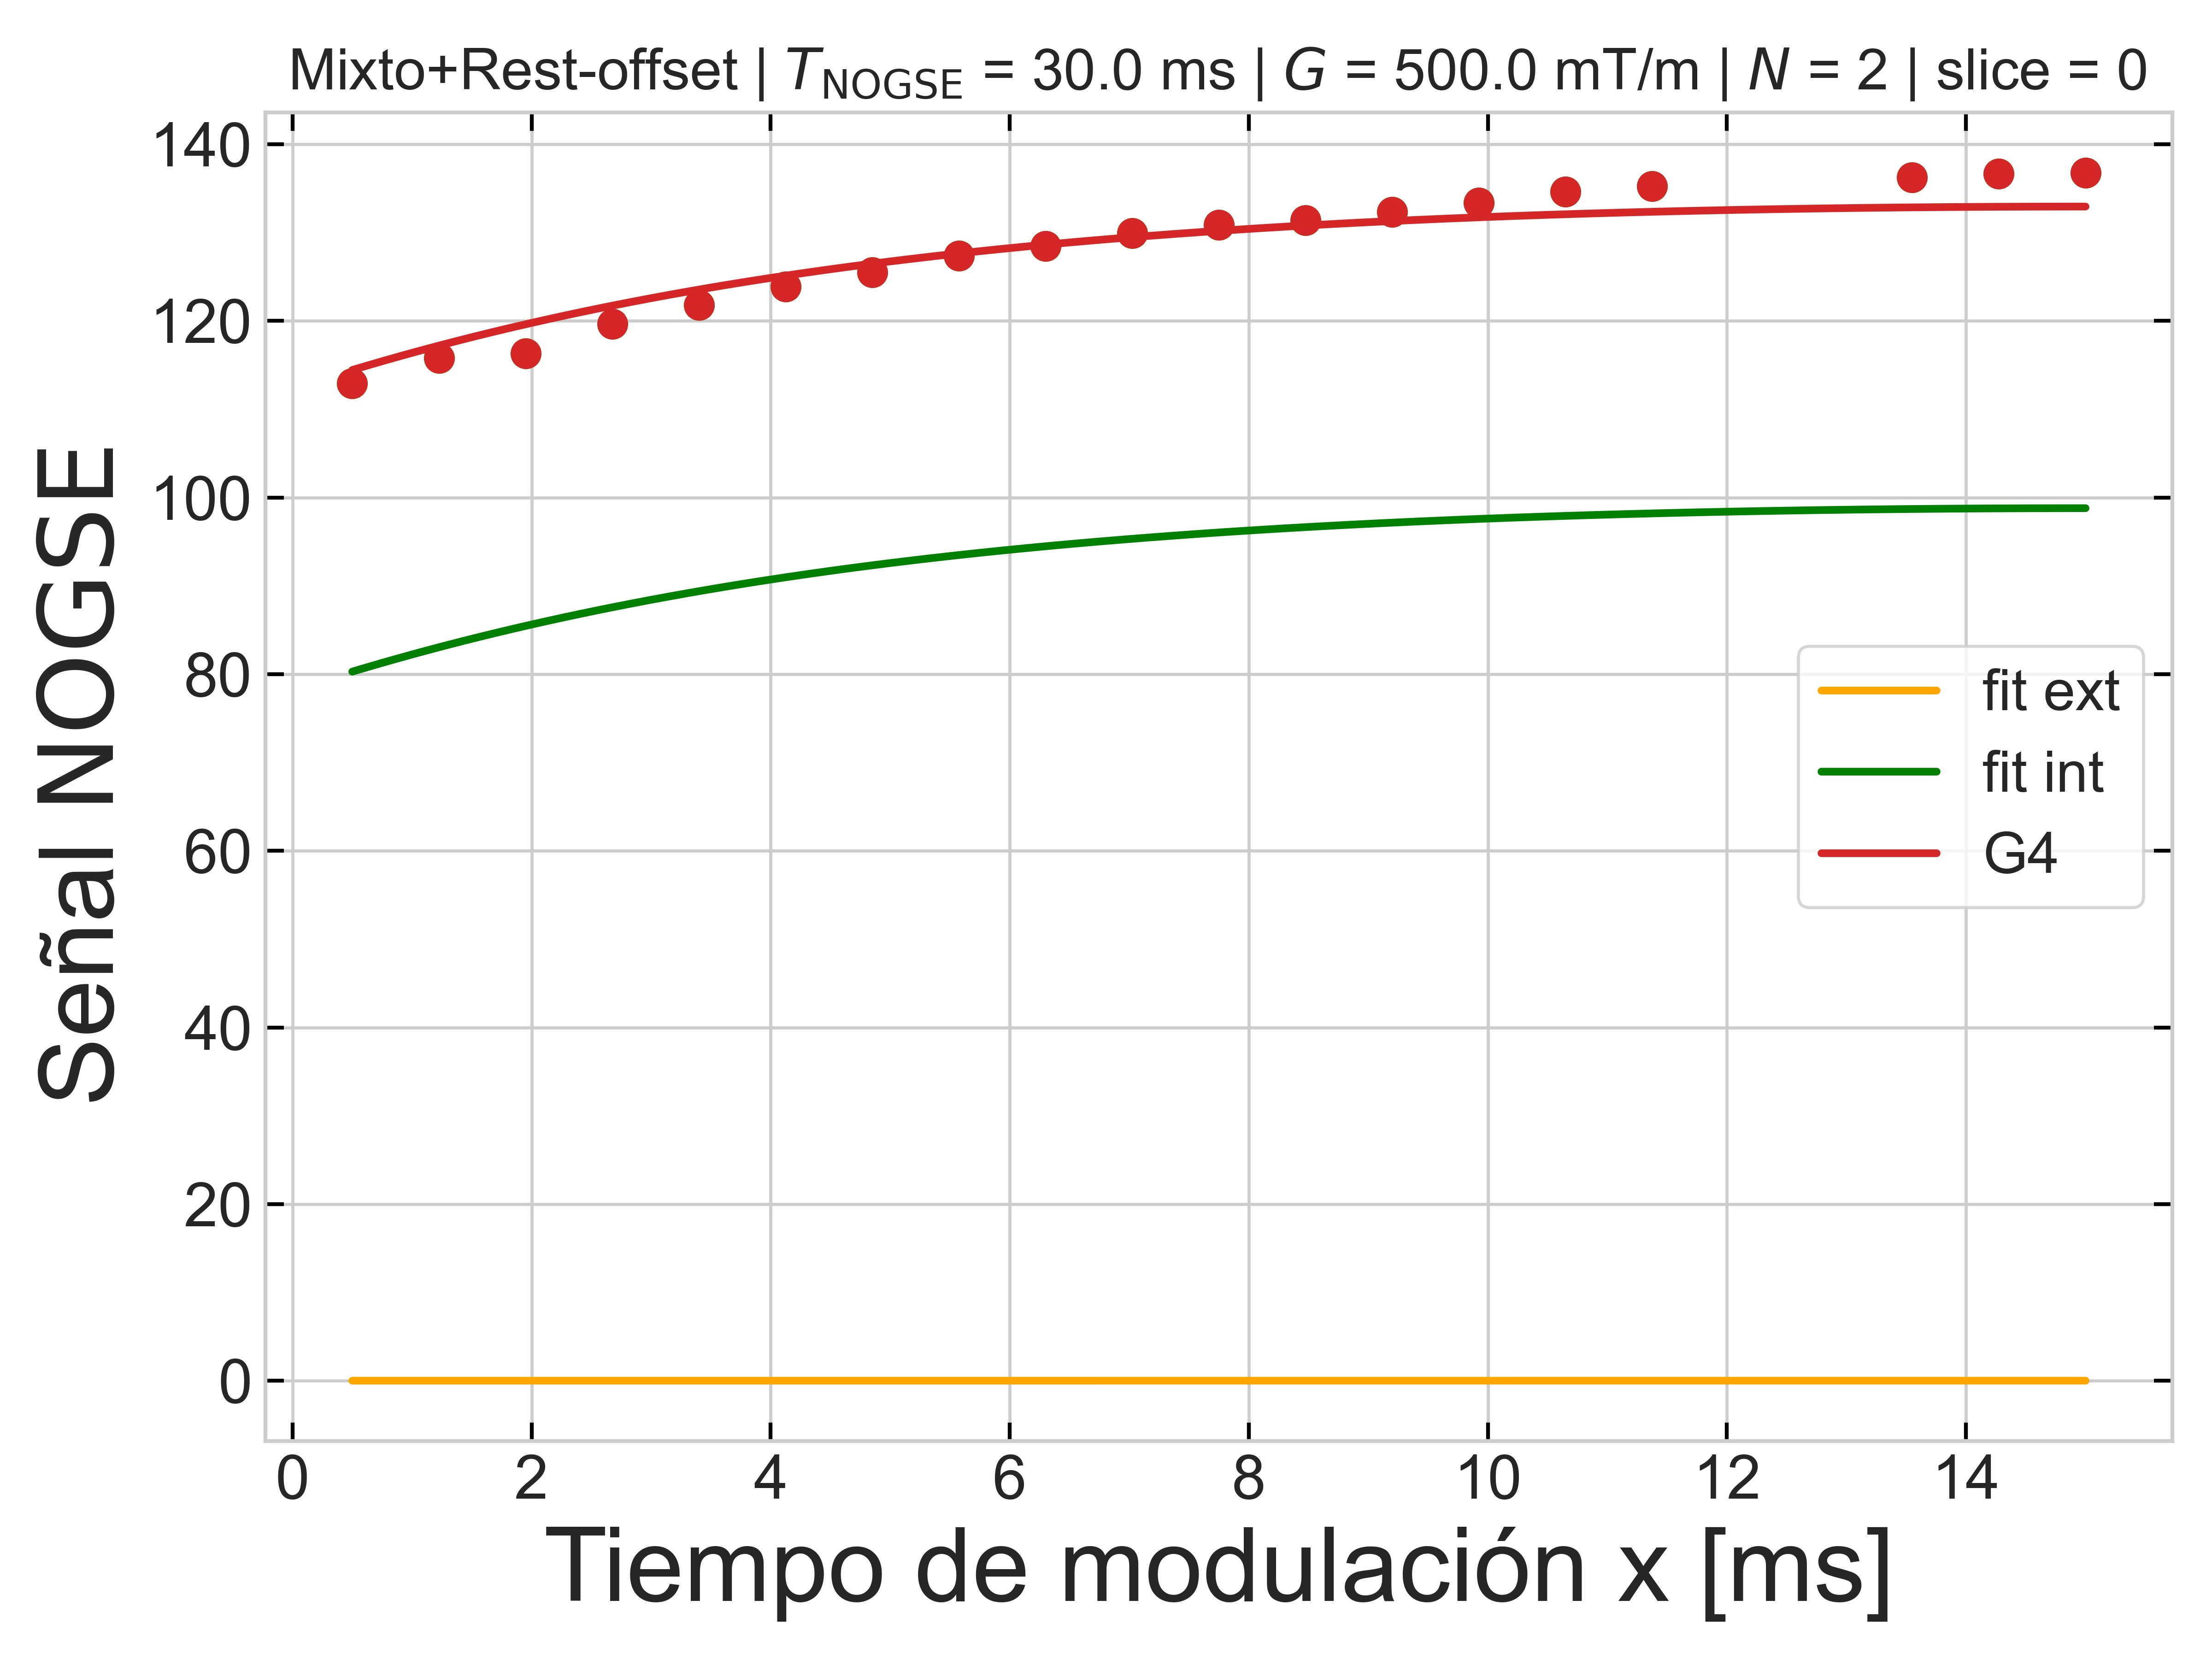 Mixto+Rest-offset | T_NOGSE = 30.0 ms | G = 500.0 mT/m | N = 2 | slice = 0
Señal NOGSE
140
120
100
80
60
40
20
0
fit ext
fit int
G4
0 2 4 6 8 10 12 14
Tiempo de modulación x [ms]